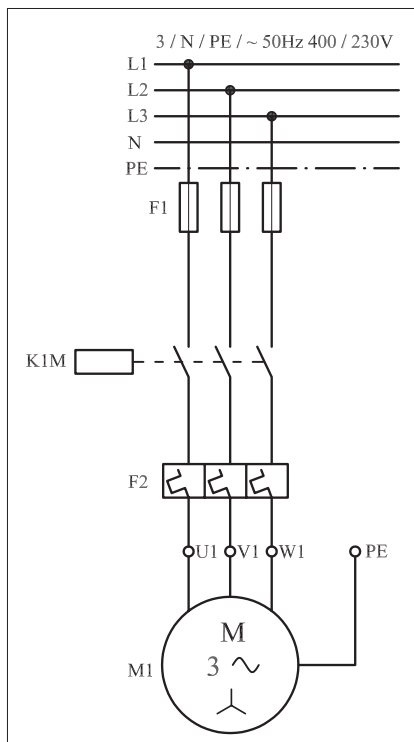 3 / N / PE / ~ 50Hz 400 / 230V
L1
L2
L3
N
PE
F1
K1M
F2
U1 V1 W1 PE
M1
M
3 ~